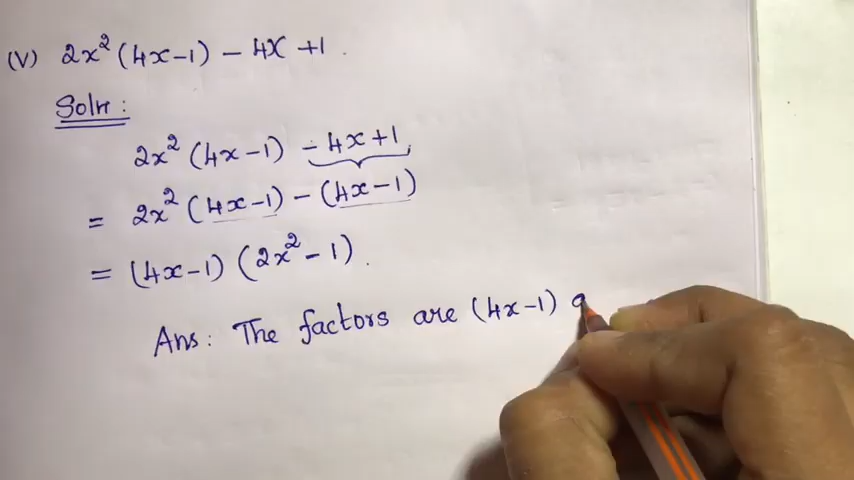 (V) 2x²(4x-1) - 4x +1.
Soln:
2x²(4x-1) - 4x+1,
= 2x²(4x-1) - (4x-1)
= (4x-1)(2x²-1).
Ans: The factors are (4x-1) a